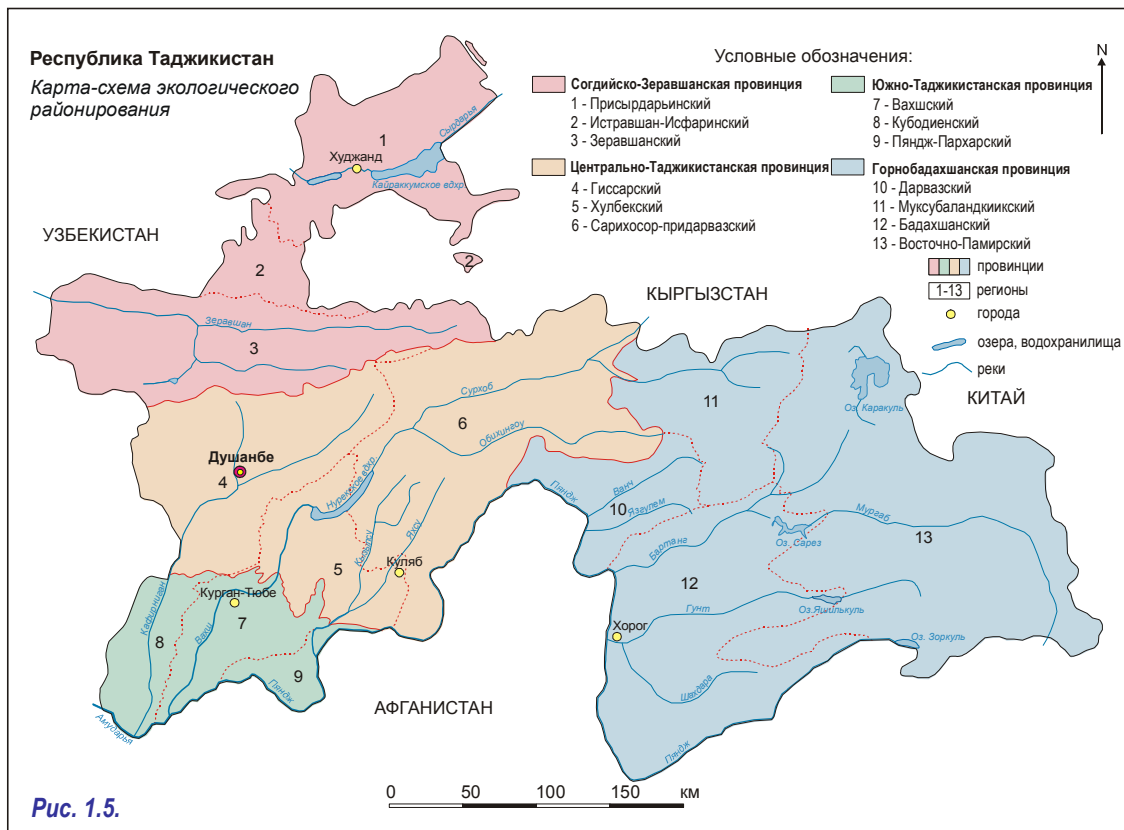 Республика Таджикистан
Карта-схема экологического
районирования
Условные обозначения:
N
Согдийско-Зеравшанская провинция
1 - Присырдарьинский
2 - Истравшан-Исфаринский
3 - Зеравшанский
Южно-Таджикистанская провинция
7 - Вахшский
8 - Кубодиенский
9 - Пяндж-Пархарский
Центрально-Таджикистанская провинция
4 - Гиссарский
5 - Хулбекский
6 - Сарихосор-придарвазский
Горнобадахшанская провинция
10 - Дарвазский
11 - Муксубаландкиикский
12 - Бадахшанский
13 - Восточно-Памирский
провинции
1-13 регионы
города
озера, водохранилища
реки
1
Сырдарья
Худжанд
Кайраккумское вдхр.
УЗБЕКИСТАН
2
2
КЫРГЫЗСТАН
Зеравшан
3
КИТАЙ
Сурхоб
11
Оз. Каракуль
6
Обихингоу
Душанбе
4
Нурекское вдхр.
Пяндж
Ванч
10
Язгулем
Мургаб
Бартанг
Оз. Сарез
13
Кызылсу
Яхсу
5
Куляб
12
Кафирниган
Курган-Тюбе
7
Вахш
8
Гунт
Оз.Яшилькуль
Хорог
Оз. Зоркуль
9
Пяндж
Шахдара
АФГАНИСТАН
Амударья
Пяндж
0 50 100 150 км
Рис. 1.5.